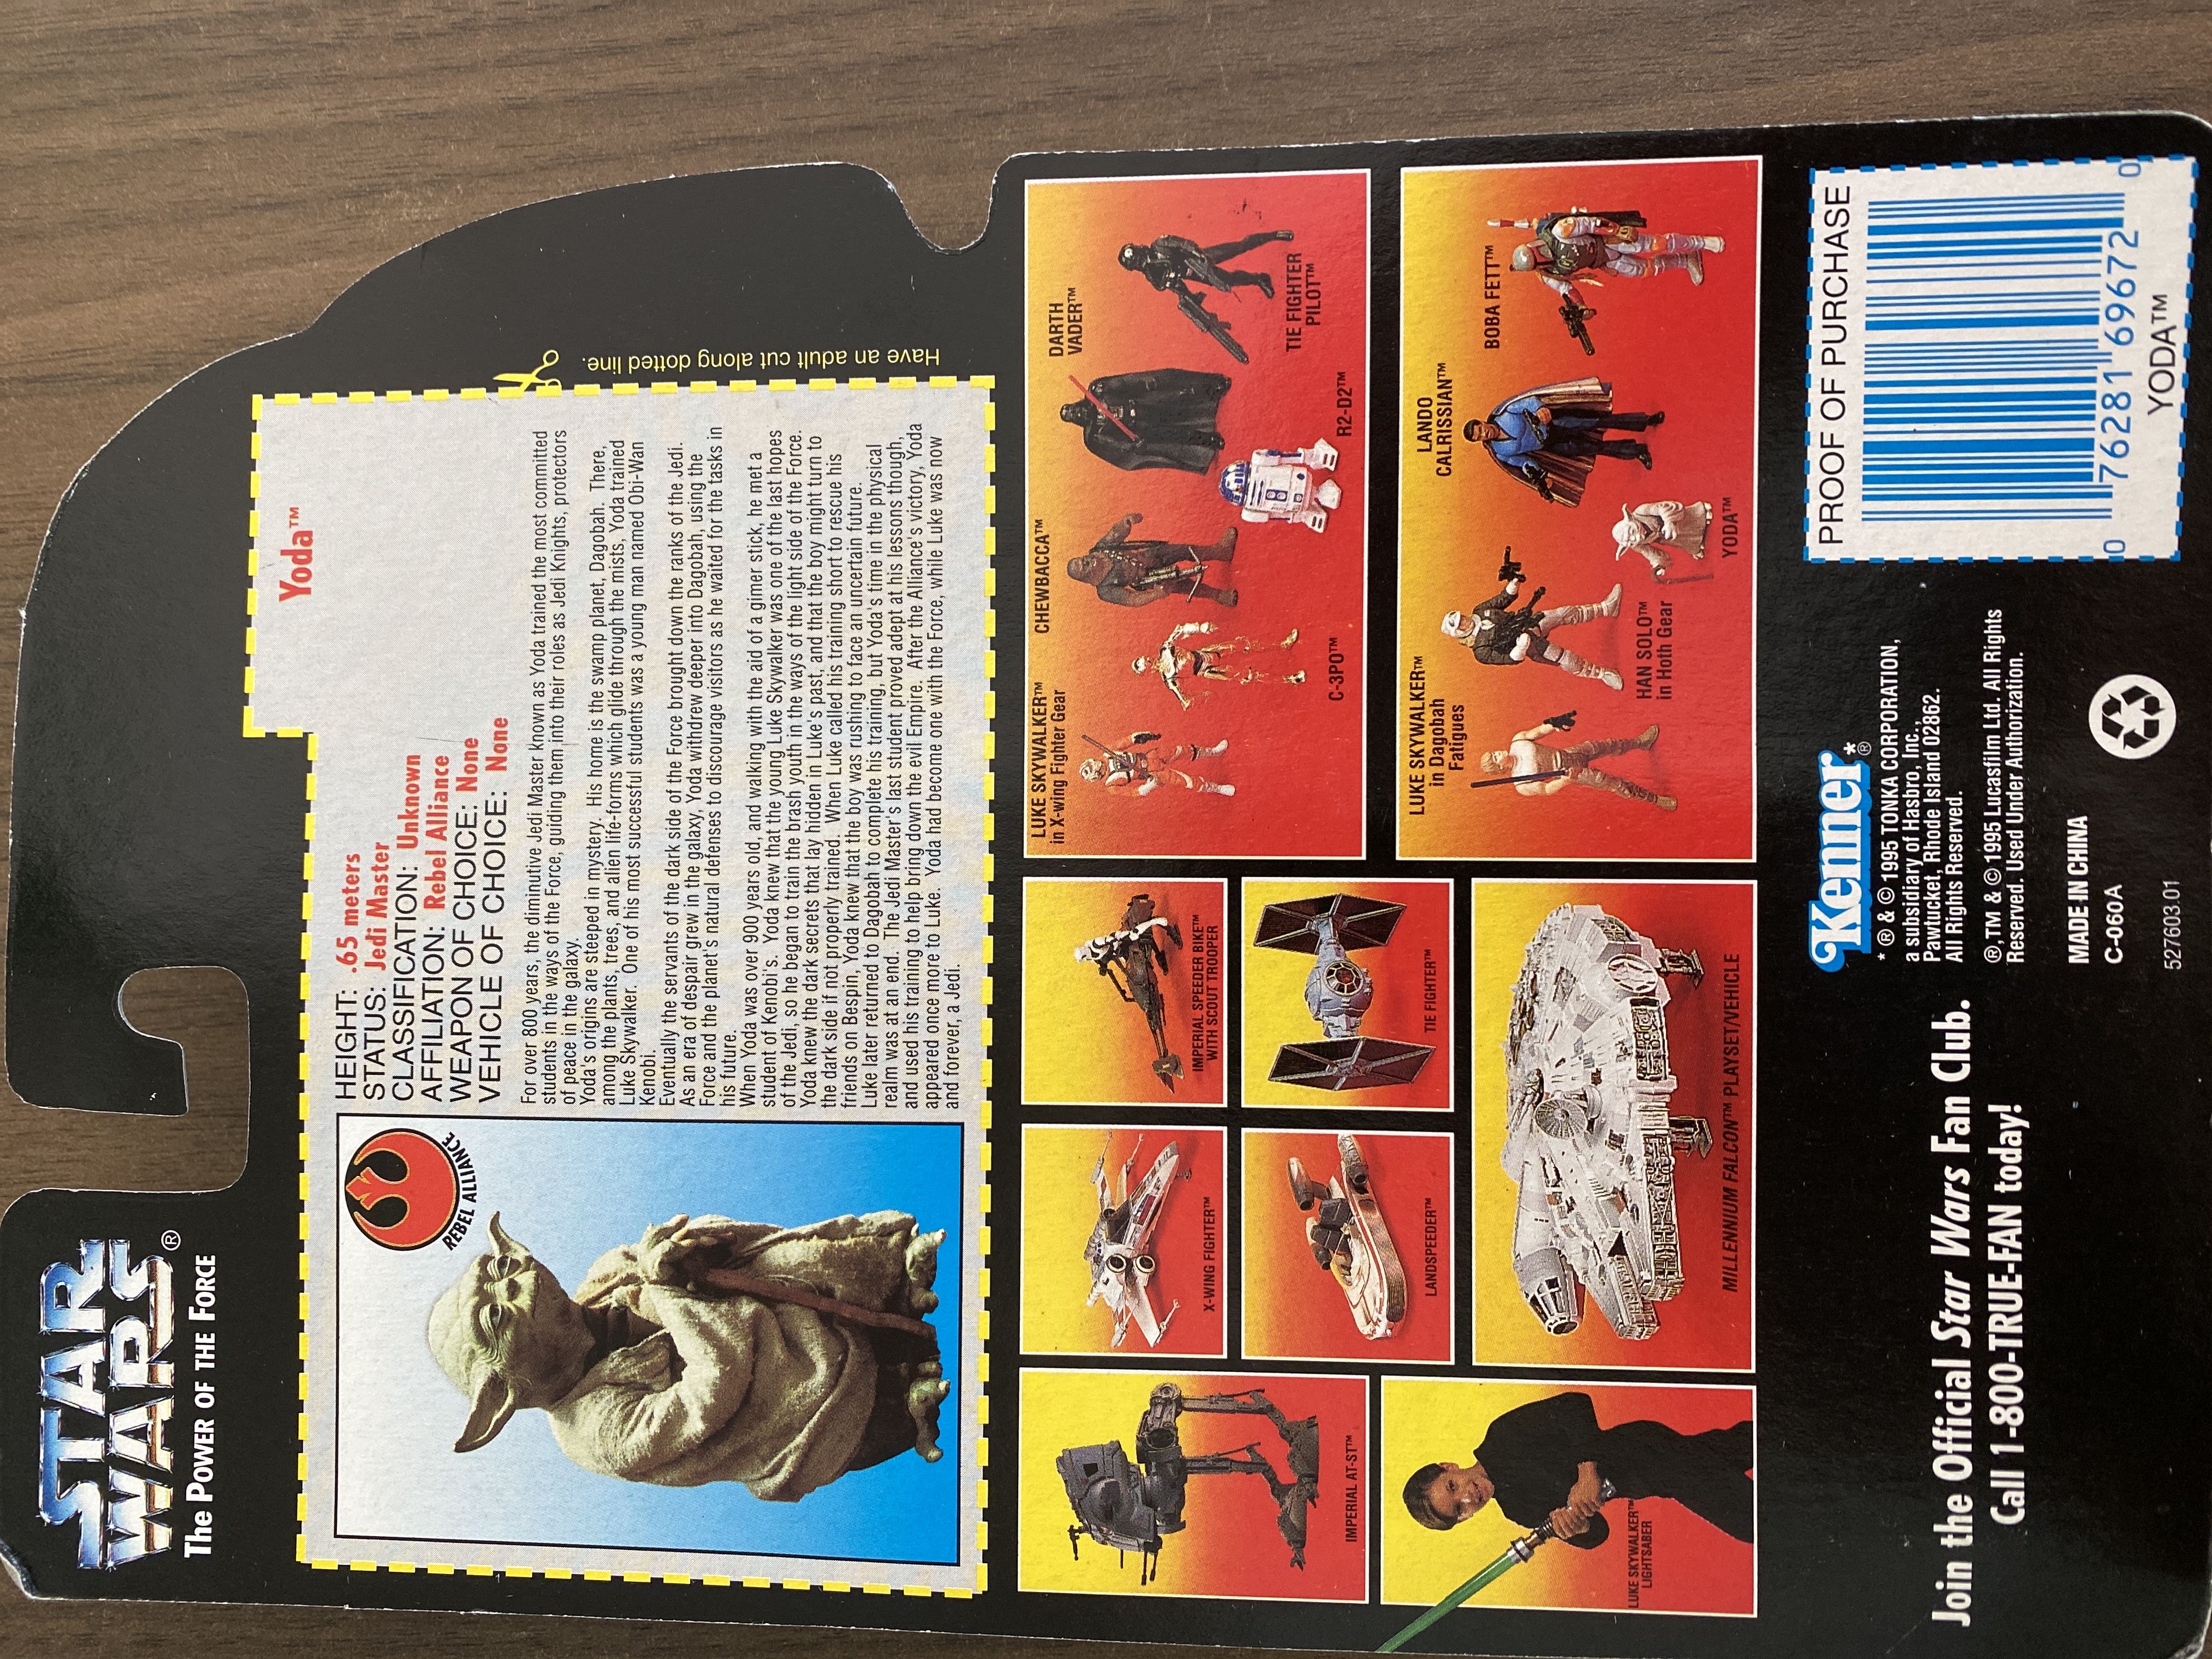 STAR
WARS®
The Power of the Force
Yoda™
HEIGHT: .65 meters
STATUS: Jedi Master
CLASSIFICATION: Unknown
AFFILIATION: Rebel Alliance
WEAPON OF CHOICE: None
VEHICLE OF CHOICE: None
REBEL ALLIANCE
For over 800 years, the diminutive Jedi Master known as Yoda trained the most committed
students in the ways of the Force, guiding them into their roles as Jedi Knights, protectors
of peace in the galaxy.
Yoda's origins are steeped in mystery. His home is the swamp planet, Dagobah. There,
among the plants, trees, and alien life-forms which glide through the mists, Yoda trained
Luke Skywalker. One of his most successful students was a young man named Obi-Wan
Kenobi.
Eventually the servants of the dark side of the Force brought down the ranks of the Jedi.
As an era of despair grew in the galaxy, Yoda withdrew deeper into Dagobah, using the
Force and the planet's natural defenses to discourage visitors as he waited for the tasks in
his future.
When Yoda was over 900 years old, and walking with the aid of a gimer stick, he met a
student of Kenobi's. Yoda knew that the young Luke Skywalker was one of the last hopes
of the Jedi, so he began to train the brash youth in the ways of the light side of the Force.
Yoda knew the dark secrets that lay hidden in Luke's past, and that the boy might turn to
the dark side if not properly trained. When Luke called his training short to rescue his
friends on Bespin, Yoda knew that the boy was rushing to face an uncertain future.
Luke later returned to Dagobah to complete his training, but Yoda's time in the physical
realm was at an end. The Jedi Master's last student proved adept at his lessons though,
and used his training to help bring down the evil Empire. After the Alliance's victory, Yoda
appeared once more to Luke. Yoda had become one with the Force, while Luke was now
and forever, a Jedi.
Have an adult cut along dotted line.
IMPERIAL AT-ST™
X-WING FIGHTER™
IMPERIAL SPEEDER BIKE™
WITH SCOUT TROOPER
LUKE SKYWALKER™
in X-wing Fighter Gear
CHEWBACCA™
DARTH
VADER™
C-3PO™
R2-D2™
TIE FIGHTER
PILOT™
LUKE SKYWALKER™
LIGHTSABER
LANDSPEEDER™
TIE FIGHTER™
MILLENNIUM FALCON™ PLAYSET/VEHICLE
LUKE SKYWALKER™
in Dagobah
Fatigues
LANDO
CALRISSIAN™
BOBA FETT™
HAN SOLO™
in Hoth Gear
YODA™
Join the Official Star Wars Fan Club.
Call 1-800-TRUE-FAN today!
Kenner®*
* ® & © 1995 TONKA CORPORATION,
a subsidiary of Hasbro, Inc.,
Pawtucket, Rhode Island 02862.
All Rights Reserved.
®, TM & © 1995 Lucasfilm Ltd. All Rights
Reserved. Used Under Authorization.
MADE IN CHINA
C-060A
527603.01
PROOF OF PURCHASE
0 76281 69672 0
YODA™